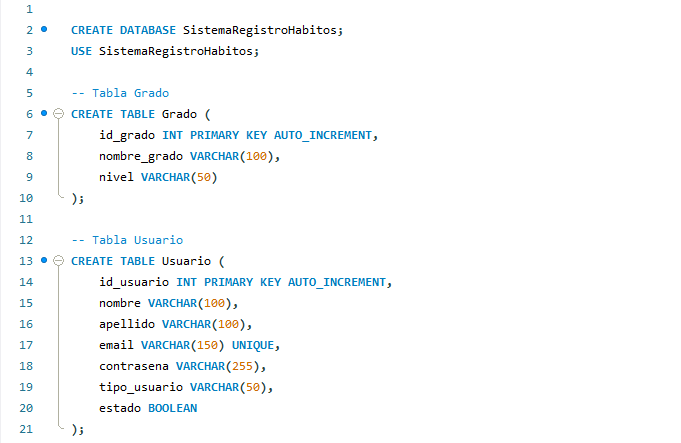 1
2 CREATE DATABASE SistemaRegistroHabitos;
3 USE SistemaRegistroHabitos;
4
5 -- Tabla Grado
6 CREATE TABLE Grado (
7 id_grado INT PRIMARY KEY AUTO_INCREMENT,
8 nombre_grado VARCHAR(100),
9 nivel VARCHAR(50)
10 );
11
12 -- Tabla Usuario
13 CREATE TABLE Usuario (
14 id_usuario INT PRIMARY KEY AUTO_INCREMENT,
15 nombre VARCHAR(100),
16 apellido VARCHAR(100),
17 email VARCHAR(150) UNIQUE,
18 contrasena VARCHAR(255),
19 tipo_usuario VARCHAR(50),
20 estado BOOLEAN
21 );